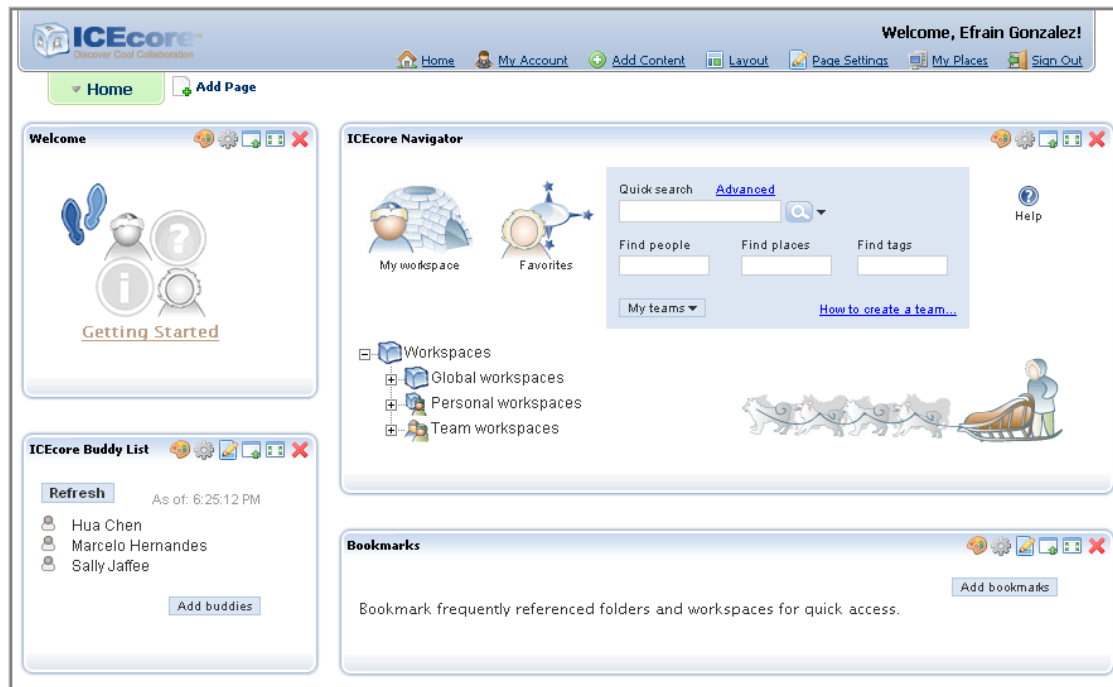 ICEcore
Discover Cool Collaboration
Welcome, Efrain Gonzalez!
Home My Account Add Content Layout Page Settings My Places Sign Out
Home Add Page
Welcome
Getting Started
ICEcore Navigator
My workspace
Favorites
Quick search Advanced
Find people Find places Find tags
My teams How to create a team...
Help
Workspaces
Global workspaces
Personal workspaces
Team workspaces
ICEcore Buddy List
Refresh As of: 6:25:12 PM
Hua Chen
Marcelo Hernandes
Sally Jaffee
Add buddies
Bookmarks
Add bookmarks
Bookmark frequently referenced folders and workspaces for quick access.